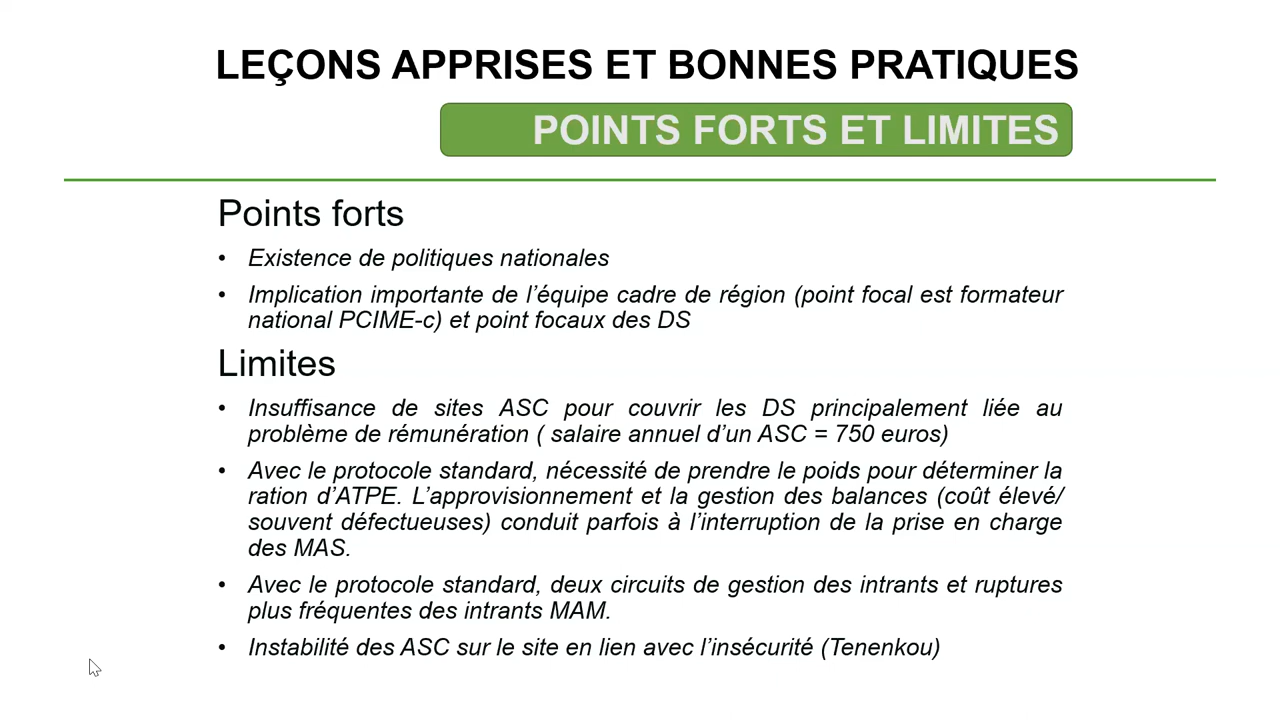 LEÇONS APPRISES ET BONNES PRATIQUES
POINTS FORTS ET LIMITES
Points forts
• Existence de politiques nationales
• Implication importante de l’équipe cadre de région (point focal est formateur
national PCIME-c) et point focaux des DS
Limites
• Insuffisance de sites ASC pour couvrir les DS principalement liée au
problème de rémunération ( salaire annuel d’un ASC = 750 euros)
• Avec le protocole standard, nécessité de prendre le poids pour déterminer la
ration d’ATPE. L’approvisionnement et la gestion des balances (coût élevé/
souvent défectueuses) conduit parfois à l’interruption de la prise en charge
des MAS.
• Avec le protocole standard, deux circuits de gestion des intrants et ruptures
plus fréquentes des intrants MAM.
• Instabilité des ASC sur le site en lien avec l’insécurité (Tenenkou)